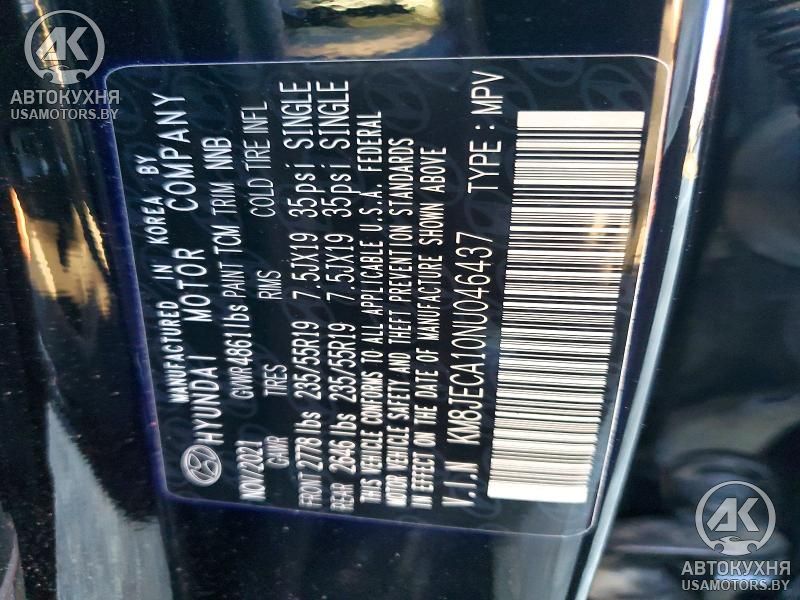 MANUFACTURED IN KOREA BY
HYUNDAI MOTOR COMPANY
NOV/2021 GVWR 4861lbs PAINT TCM TRIM NNB
GAWR TIRES RIMS COLD TIRE INFL
FRONT 2778 lbs 235/55R19 7.5JX19 35psi SINGLE
REAR 2646 lbs 235/55R19 7.5JX19 35psi SINGLE
THIS VEHICLE CONFORMS TO ALL APPLICABLE U.S.A. FEDERAL
MOTOR VEHICLE SAFETY AND THEFT PREVENTION STANDARDS
IN EFFECT ON THE DATE OF MANUFACTURE SHOWN ABOVE
V.I.N KM8JECA10NU046437 TYPE : MPV
АК
АВТОКУХНЯ
USAMOTORS.BY
АК
АВТОКУХНЯ
USAMOTORS.BY